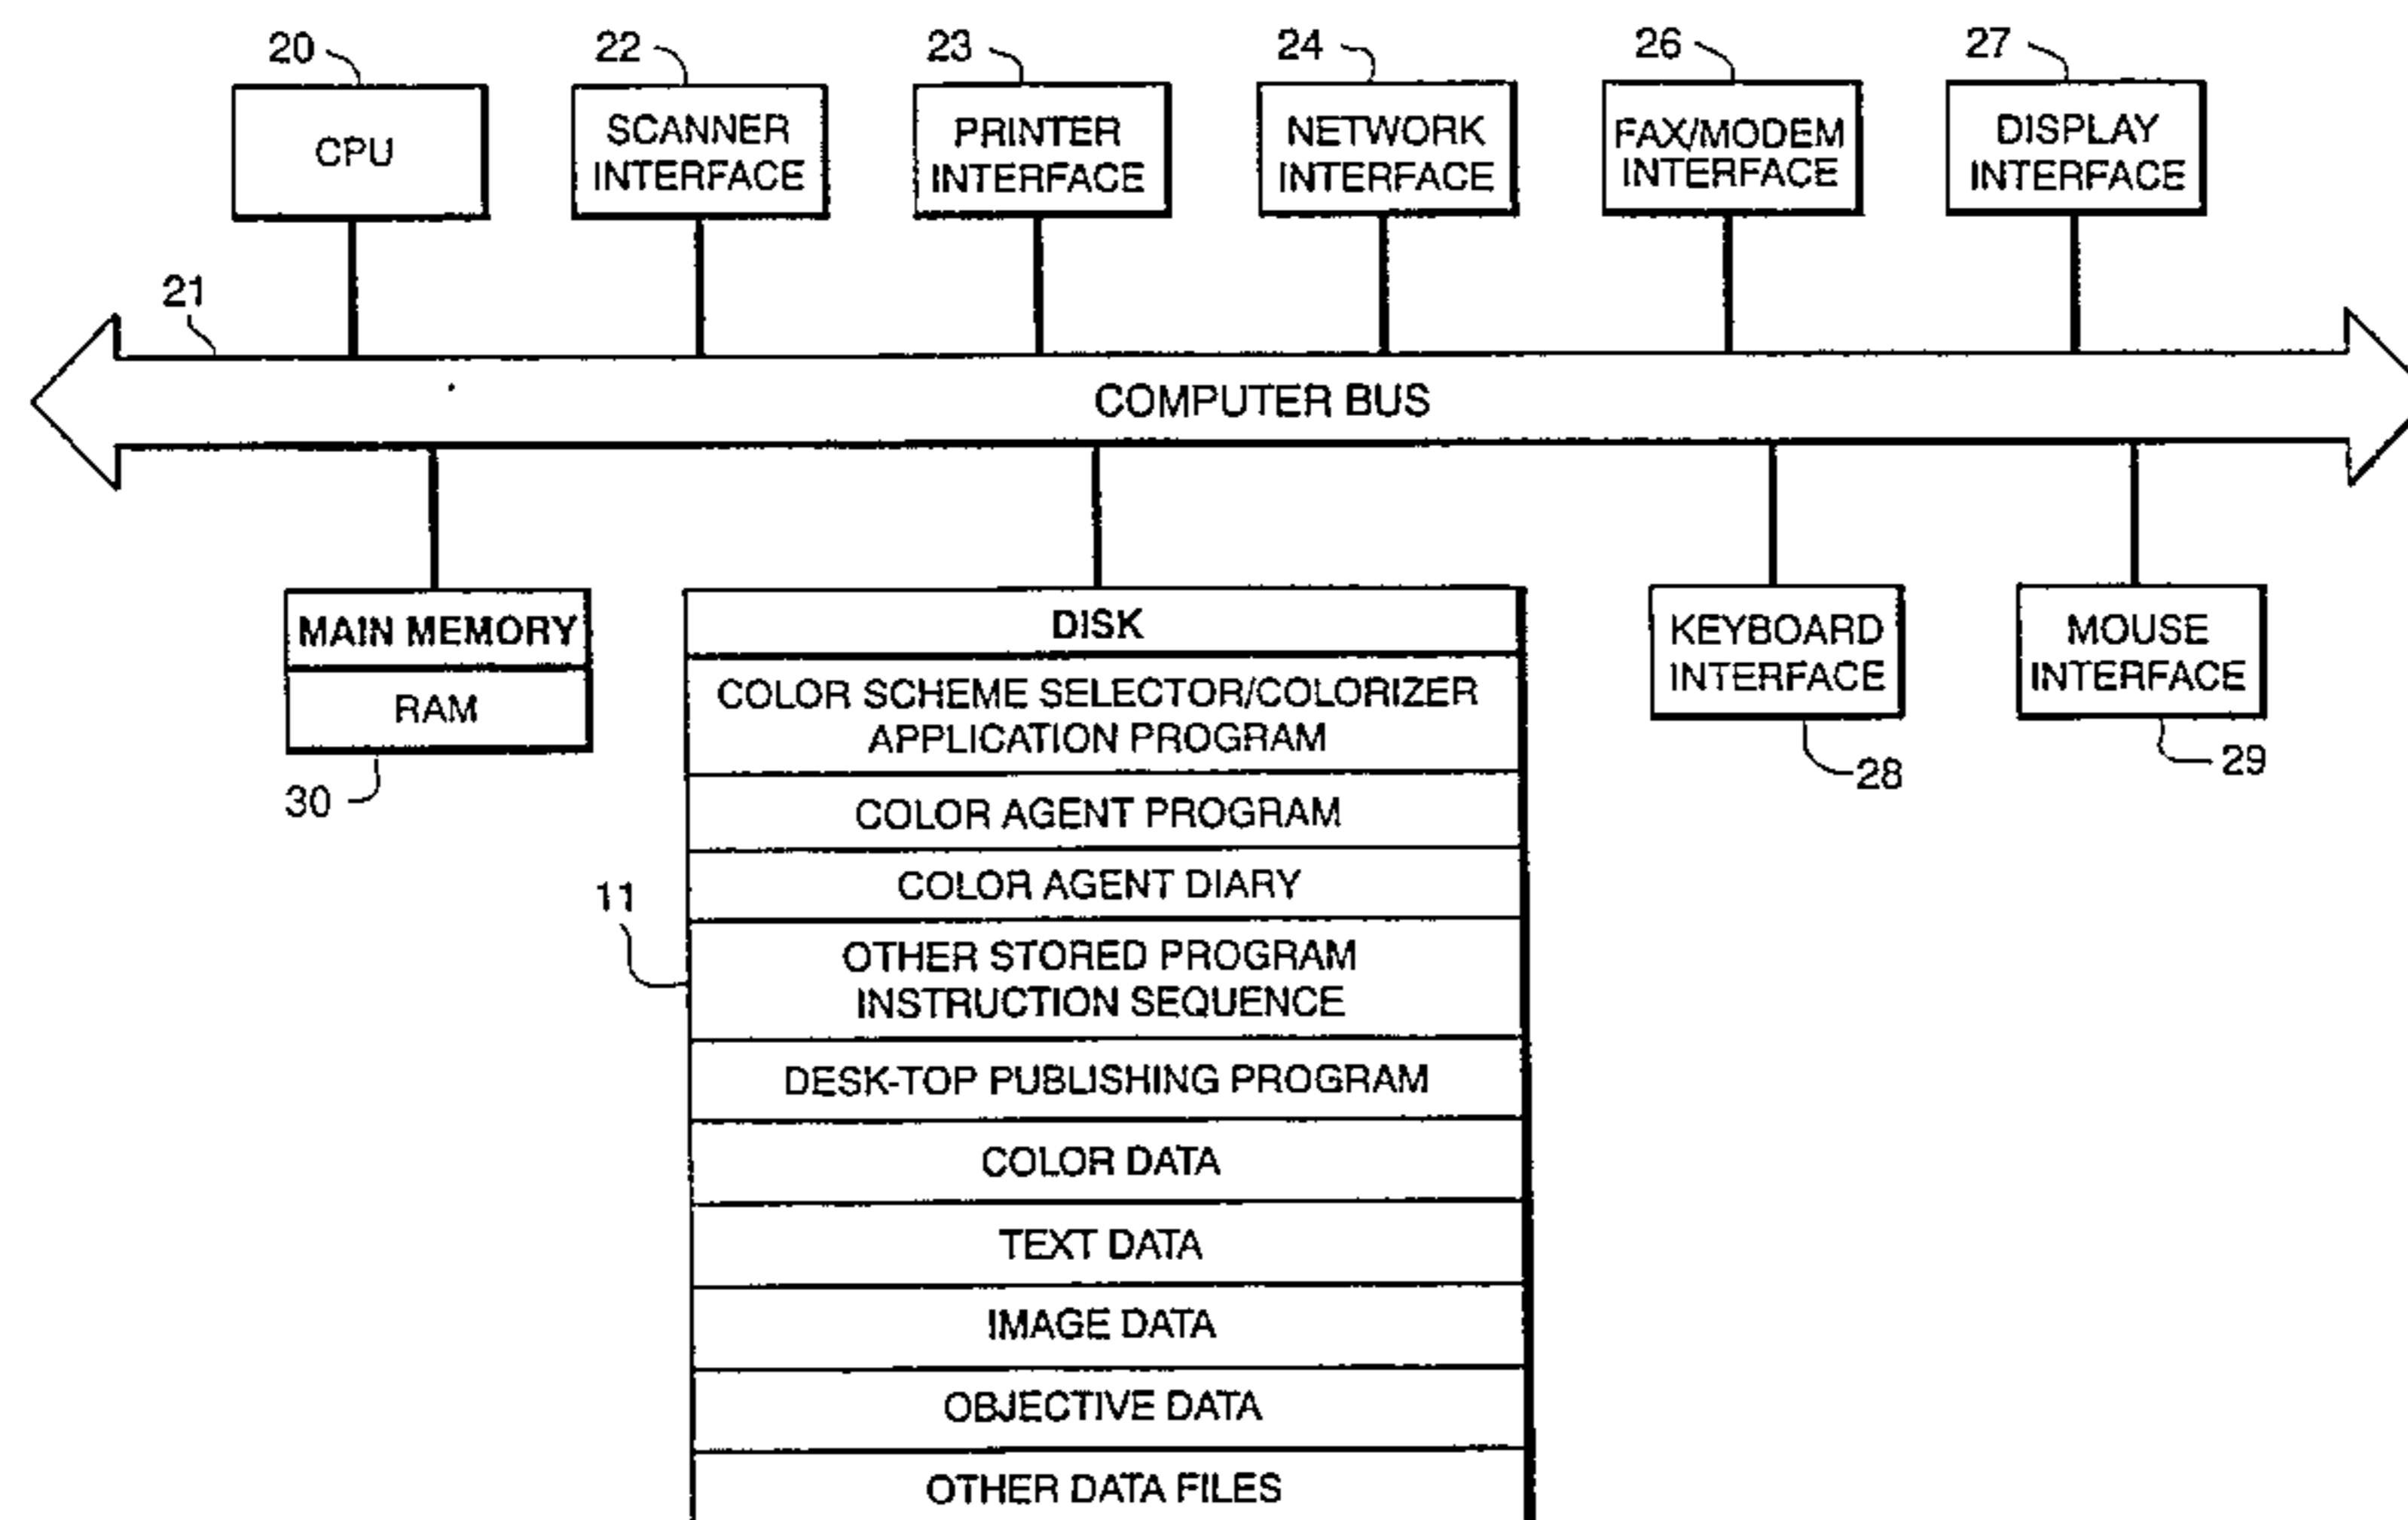 20
22
23
24
26
27
CPU
SCANNER
INTERFACE
PRINTER
INTERFACE
NETWORK
INTERFACE
FAX/MODEM
INTERFACE
DISPLAY
INTERFACE
21
COMPUTER BUS
MAIN MEMORY
RAM
30
DISK
COLOR SCHEME SELECTOR/COLORIZER
APPLICATION PROGRAM
COLOR AGENT PROGRAM
COLOR AGENT DIARY
11
OTHER STORED PROGRAM
INSTRUCTION SEQUENCE
DESK-TOP PUBLISHING PROGRAM
COLOR DATA
TEXT DATA
IMAGE DATA
OBJECTIVE DATA
OTHER DATA FILES
KEYBOARD
INTERFACE
28
MOUSE
INTERFACE
29